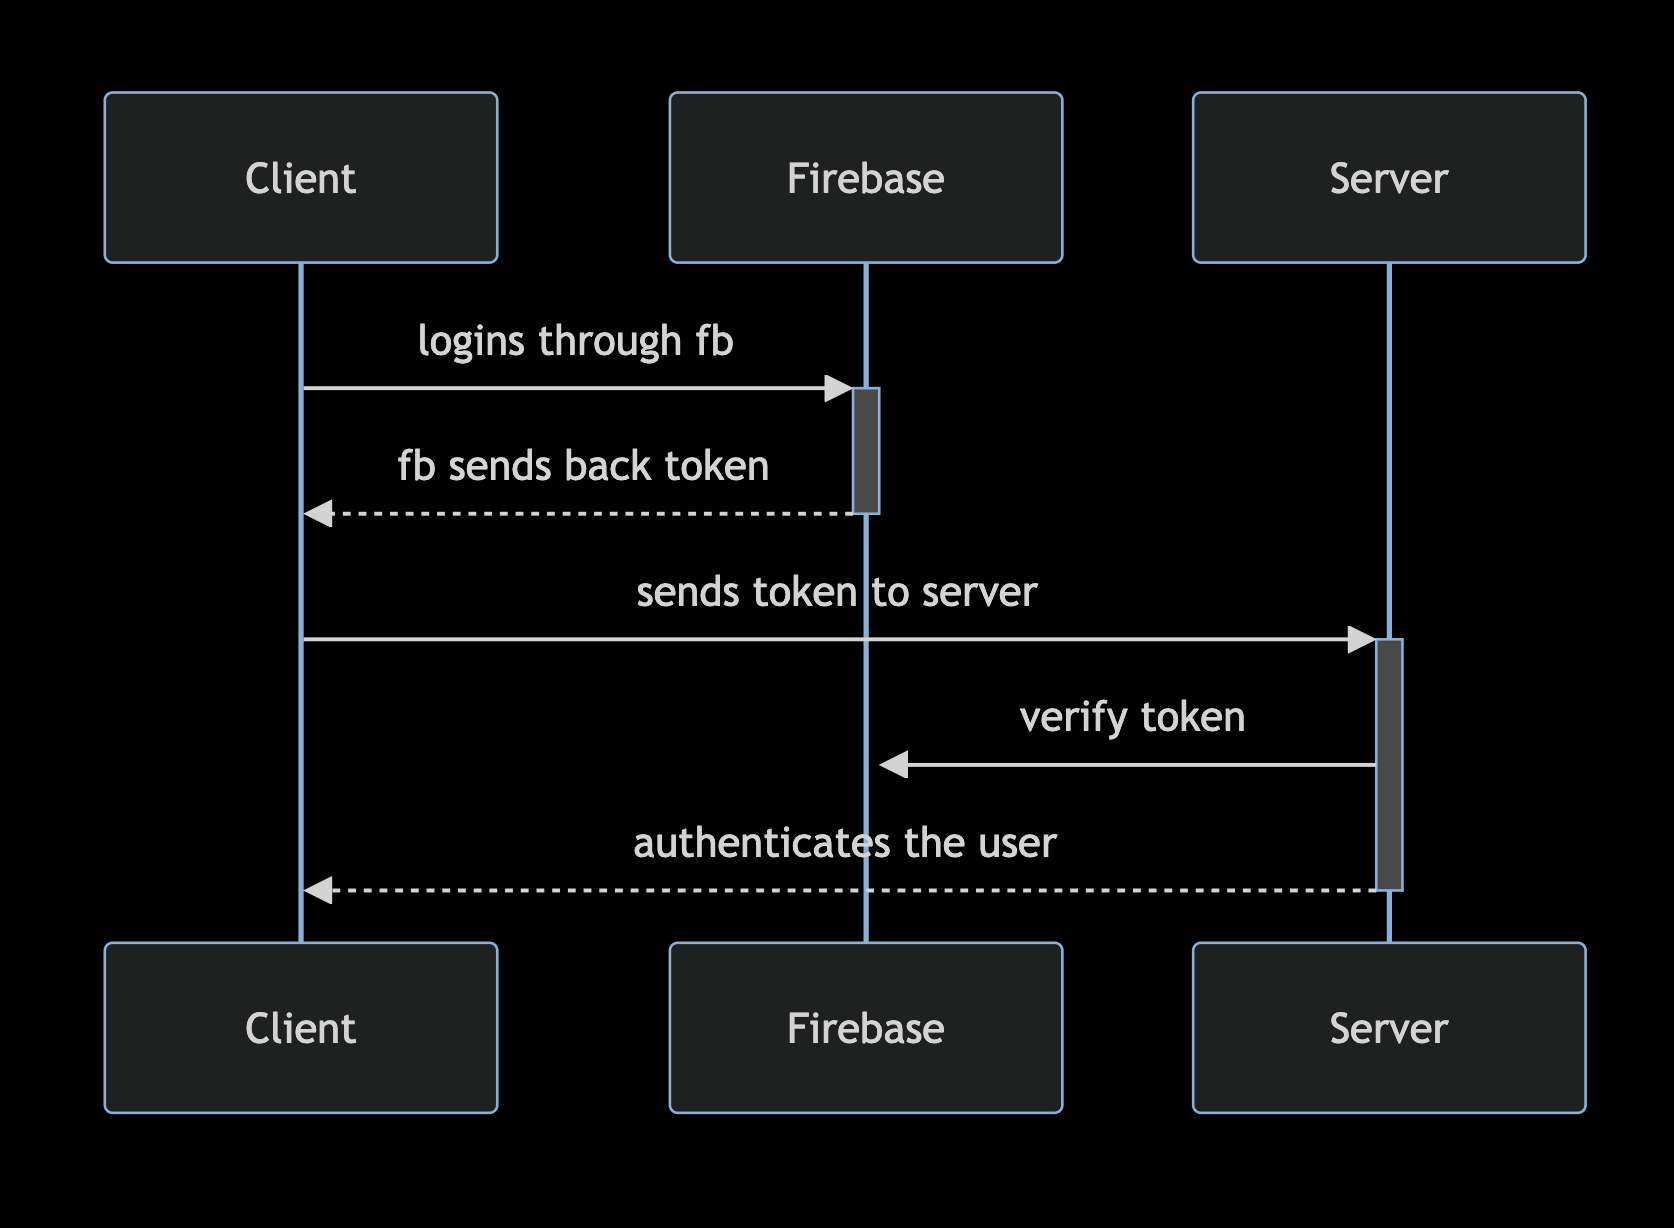 Client
Firebase
Server
logins through fb
fb sends back token
sends token to server
verify token
authenticates the user
Client
Firebase
Server